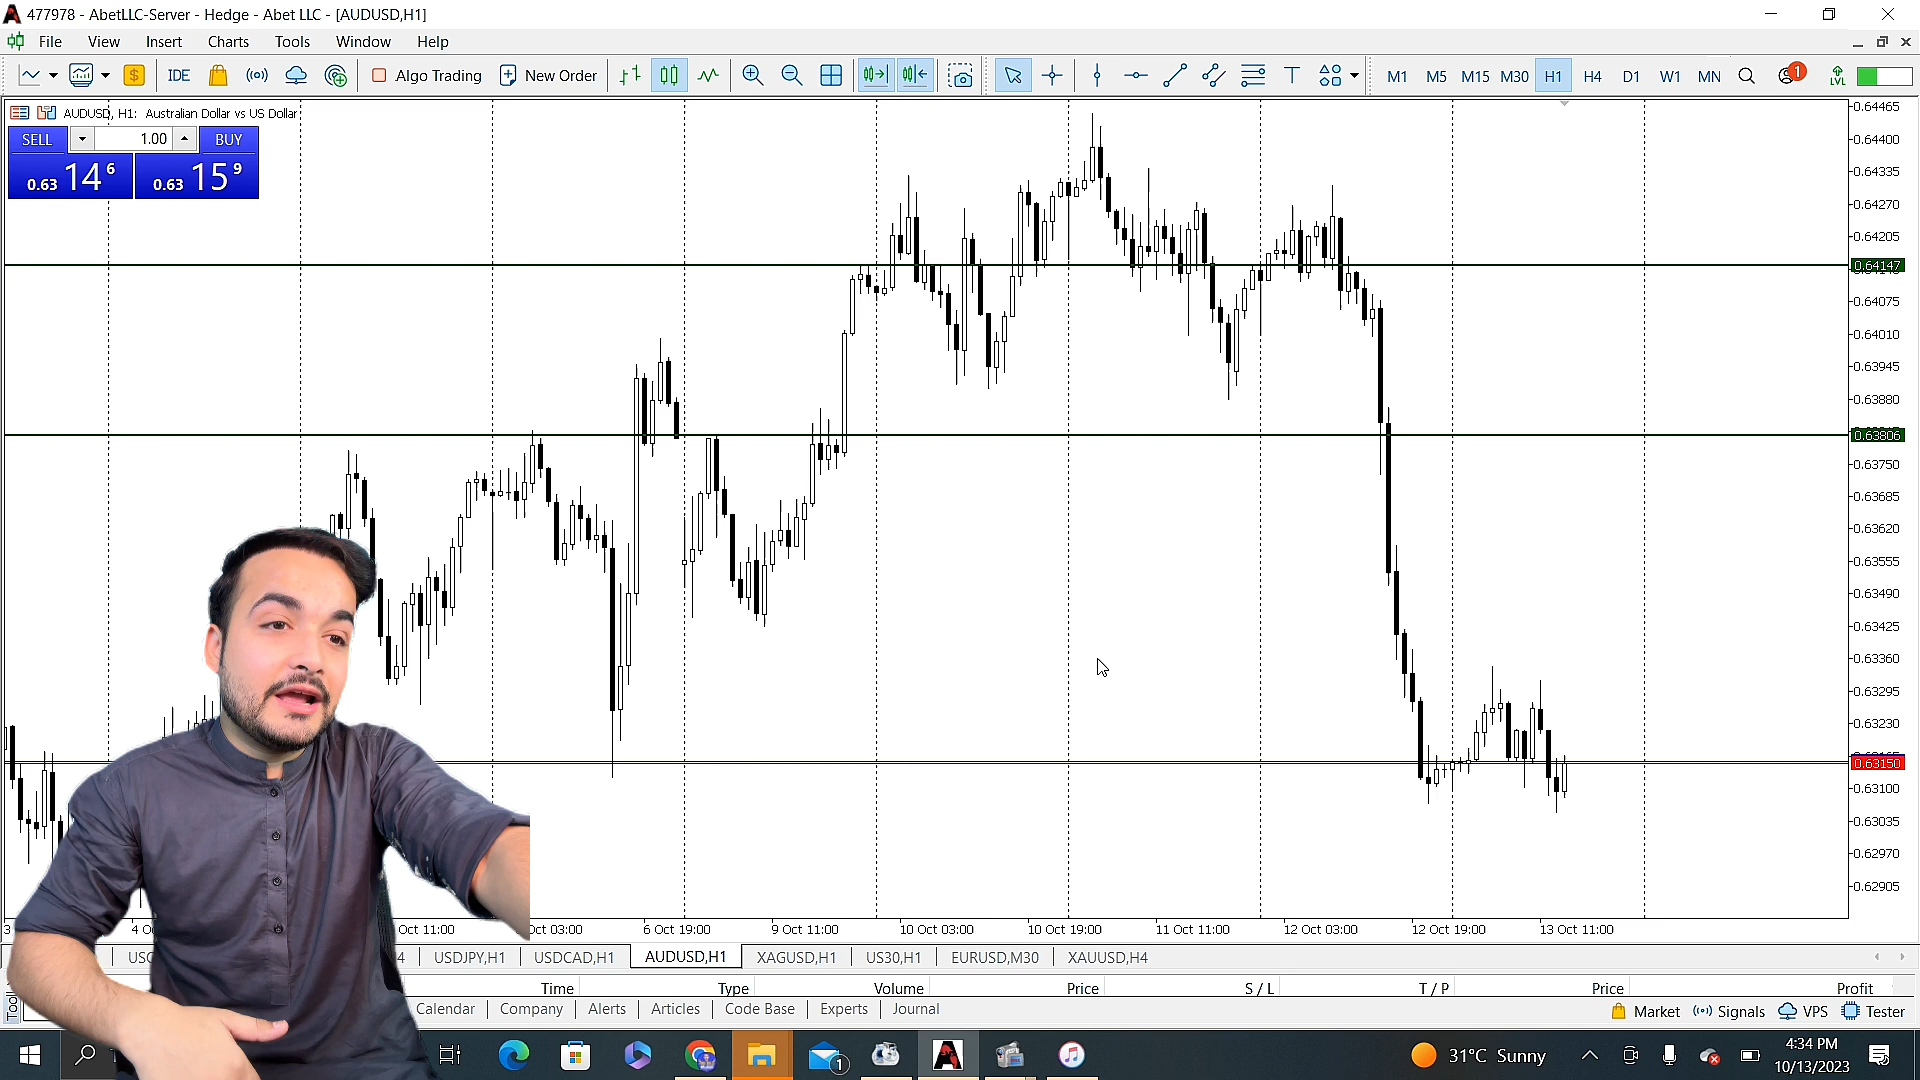 477978 - AbetLLC-Server - Hedge - Abet LLC - [AUDUSD,H1]
File View Insert Charts Tools Window Help
IDE Algo Trading New Order M1 M5 M15 M30 H1 H4 D1 W1 MN 1 LVL
AUDUSD, H1: Australian Dollar vs US Dollar
SELL 1.00 BUY
0.63 14 6 0.63 15 9
0.64465
0.64400
0.64335
0.64270
0.64205
0.64147
0.64075
0.64010
0.63945
0.63880
0.63806
0.63750
0.63685
0.63620
0.63555
0.63490
0.63425
0.63360
0.63295
0.63230
0.63150
0.63100
0.63035
0.62970
0.62905
3 11:00 03:00 6 Oct 19:00 9 Oct 11:00 10 Oct 03:00 10 Oct 19:00 11 Oct 11:00 12 Oct 03:00 12 Oct 19:00 13 Oct 11:00
USDJPY,H1 USDCAD,H1 AUDUSD,H1 XAGUSD,H1 US30,H1 EURUSD,M30 XAUUSD,H4
Time Type Volume Price S / L T / P Price Profit
Calendar Company Alerts Articles Code Base Experts Journal Market Signals VPS Tester
1 31°C Sunny 4:34 PM
10/13/2023